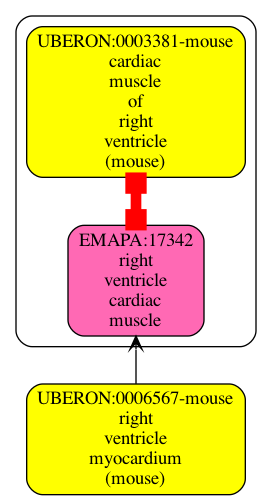 UBERON:0003381-mouse
cardiac
muscle
of
right
ventricle
(mouse)
EMAPA:17342
right
ventricle
cardiac
muscle
UBERON:0006567-mouse
right
ventricle
myocardium
(mouse)